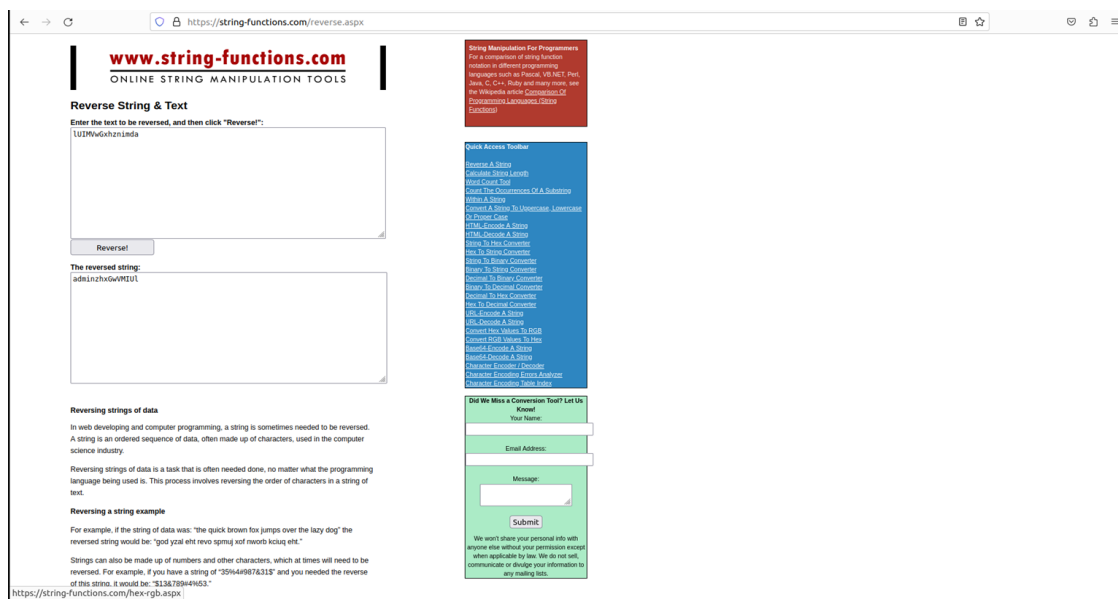 https://string-functions.com/reverse.aspx
www.string-functions.com
ONLINE STRING MANIPULATION TOOLS
Reverse String & Text
Enter the text to be reversed, and then click "Reverse!":
lUIMVwGxhznimda
Reverse!
The reversed string:
adminzhxGwVMIUl
Reversing strings of data
In web developing and computer programming, a string is sometimes needed to be reversed.
A string is an ordered sequence of data, often made up of characters, used in the computer
science industry.
Reversing strings of data is a task that is often needed done, no matter what the programming
language being used is. This process involves reversing the order of characters in a string of
text.
Reversing a string example
For example, if the string of data was: “the quick brown fox jumps over the lazy dog” the
reversed string would be: “god yzal eht revo spmuj xof nworb kciuq eht.”
Strings can also be made up of numbers and other characters, which at times will need to be
reversed. For example, if you have a string of “35%4#987&31$” and you needed the reverse
of this string, it would be: “$13&789#4%53.”
https://string-functions.com/hex-rgb.aspx
String Manipulation For Programmers
For a comparison of string function
notation in different programming
languages such as Pascal, VB.NET, Perl,
Java, C, C++, Ruby and many more, see
the Wikipedia article Comparison Of
Programming Languages (String
Functions)
Quick Access Toolbar
Reverse A String
Calculate String Length
Word Count Tool
Count The Occurrences Of A Substring
Within A String
Convert A String To Uppercase, Lowercase
Or Proper Case
HTML-Encode A String
HTML-Decode A String
String To Hex Converter
Hex To String Converter
String To Binary Converter
Binary To String Converter
Decimal To Binary Converter
Binary To Decimal Converter
Decimal To Hex Converter
Hex To Decimal Converter
URL-Encode A String
URL-Decode A String
Convert Hex Values To RGB
Convert RGB Values To Hex
Base64-Encode A String
Base64-Decode A String
Character Encoder / Decoder
Character Encoding Errors Analyzer
Character Encoding Table Index
Did We Miss a Conversion Tool? Let Us
Know!
Your Name:
Email Address:
Message:
Submit
We won't share your personal info with
anyone else without your permission except
when applicable by law. We do not sell,
communicate or divulge your information to
any mailing lists.